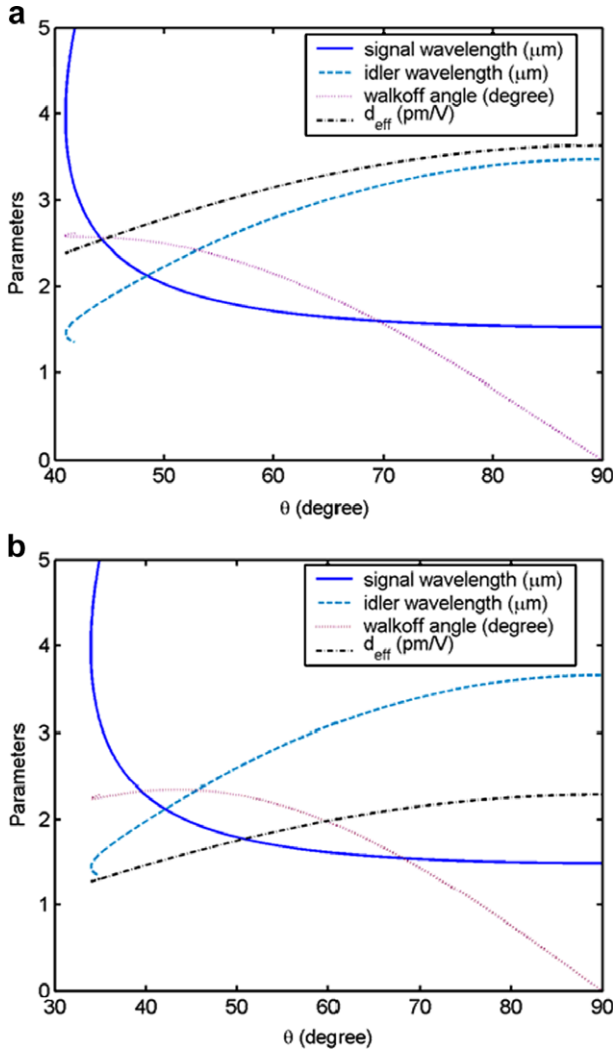 a
5
4
3
2
1
0
Parameters
signal wavelength (μm)
idler wavelength (μm)
walkoff angle (degree)
d_eff (pm/V)
40 50 60 70 80 90
θ (degree)
b
5
4
3
2
1
0
Parameters
signal wavelength (μm)
idler wavelength (μm)
walkoff angle (degree)
d_eff (pm/V)
30 40 50 60 70 80 90
θ (degree)